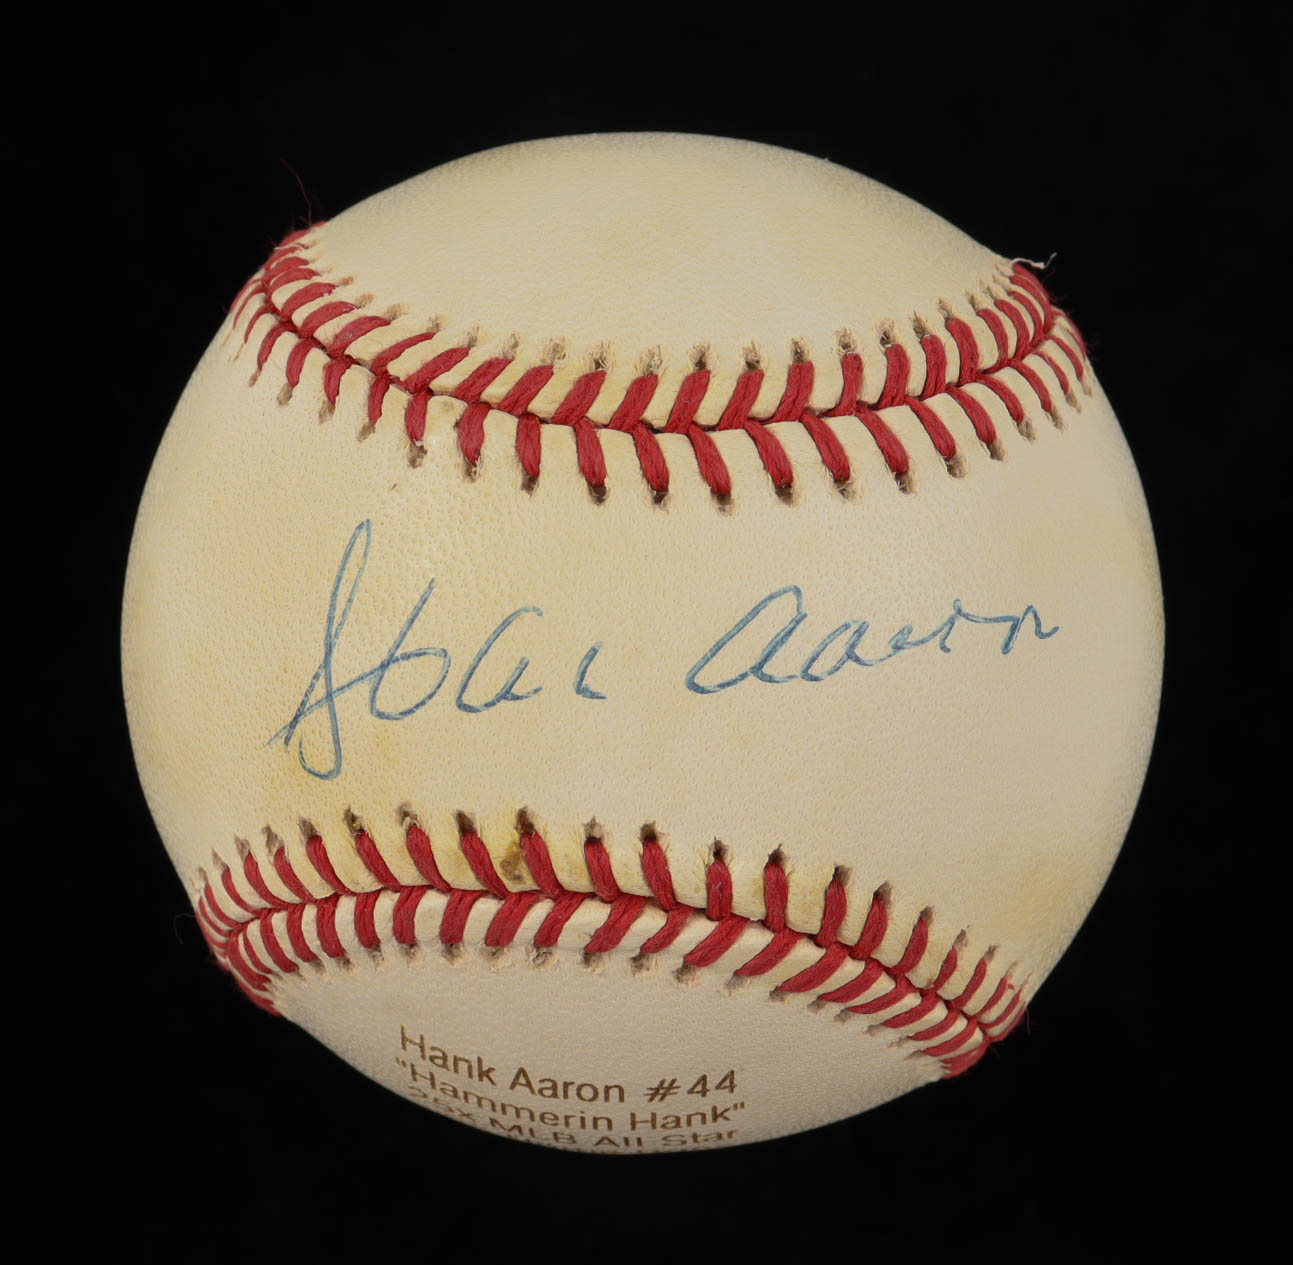 Hank Aaron
Hank Aaron #44
"Hammerin Hank"
25x MLB All Star